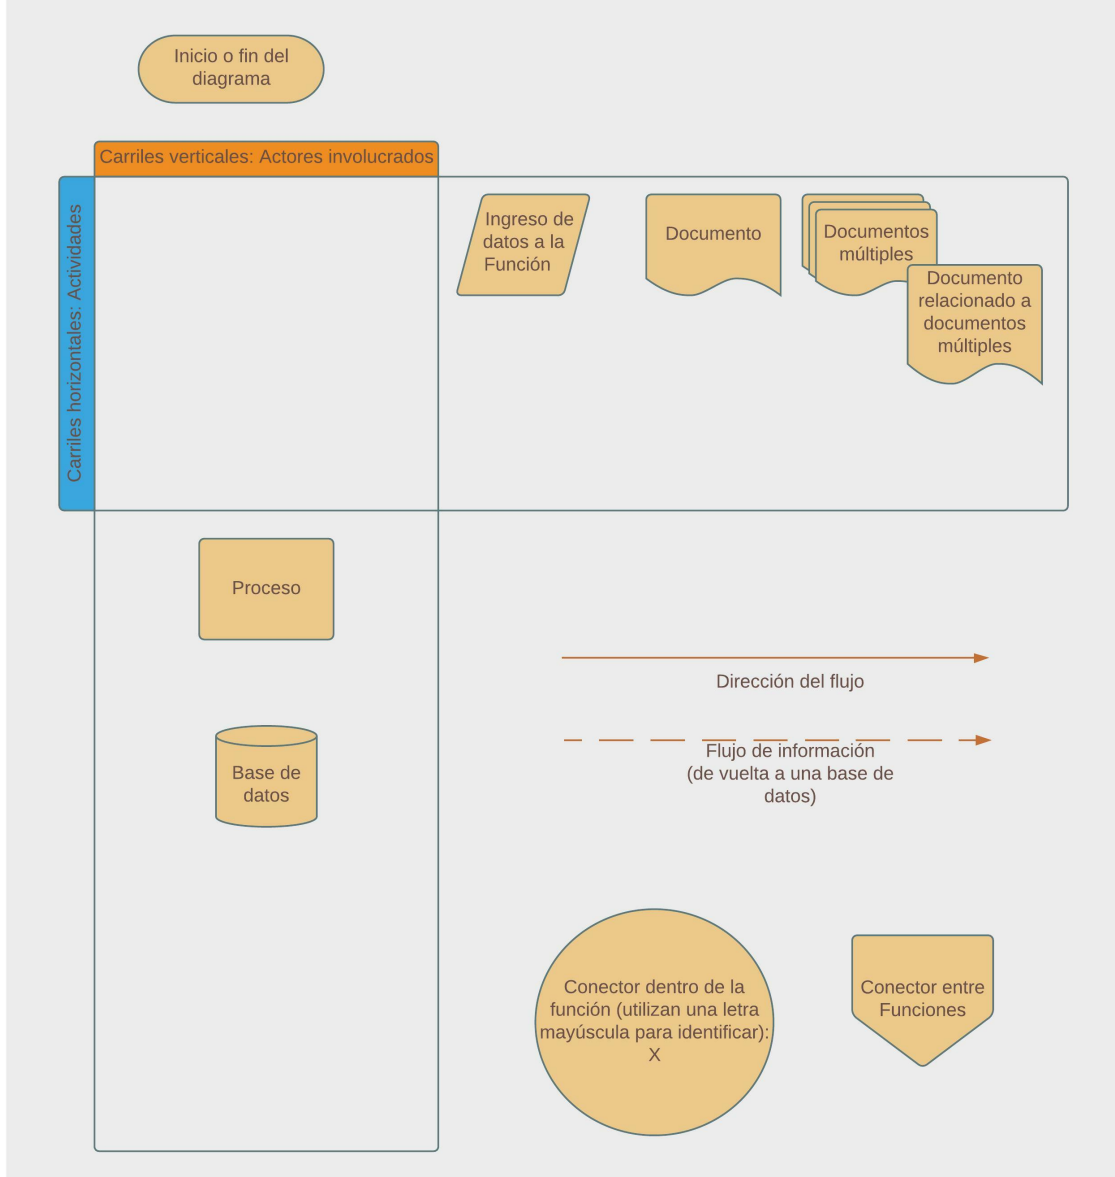 Inicio o fin del
diagrama
Carriles verticales: Actores involucrados
Carriles horizontales: Actividades
Ingreso de
datos a la
Función
Documento
Documentos
múltiples
Documento
relacionado a
documentos
múltiples
Proceso
Dirección del flujo
Flujo de información
(de vuelta a una base de
datos)
Base de
datos
Conector dentro de la
función (utilizan una letra
mayúscula para identificar):
X
Conector entre
Funciones